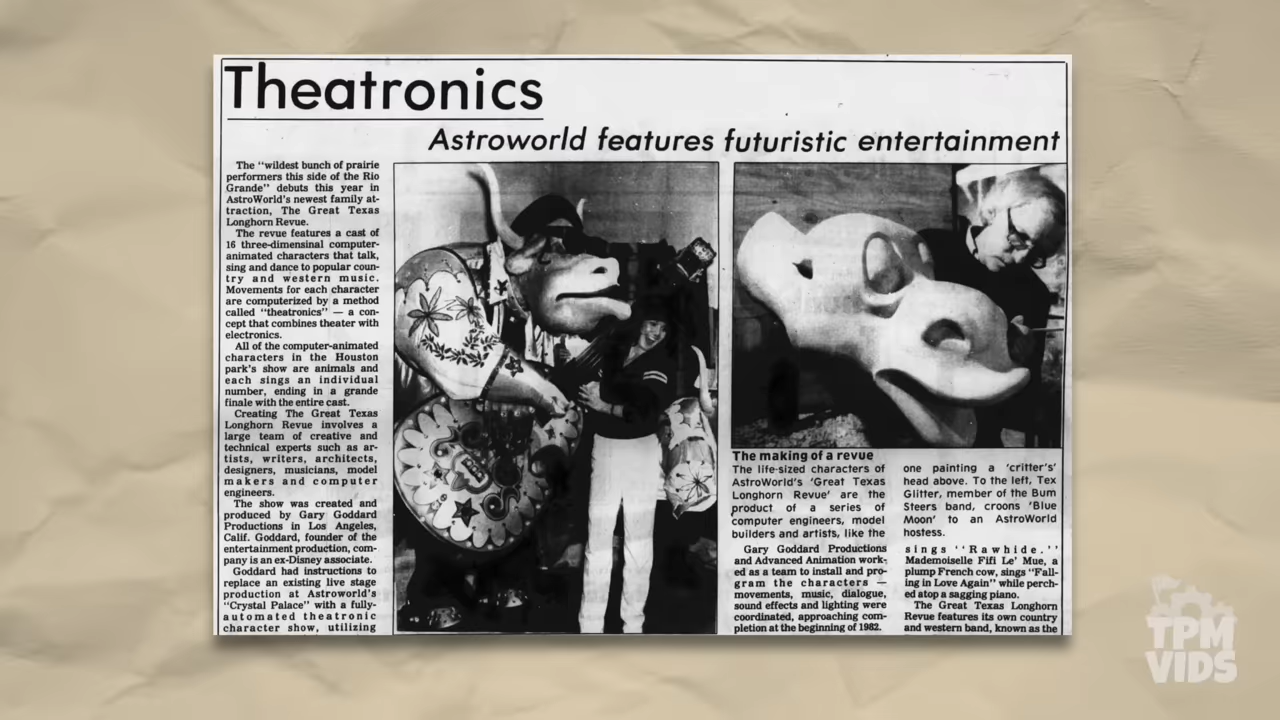 Theatronics
Astroworld features futuristic entertainment
The "wildest bunch of prairie
performers this side of the Rio
Grande" debuts this year in
AstroWorld's newest family at-
traction, The Great Texas
Longhorn Revue.
The revue features a cast of
16 three-dimensinal computer-
animated characters that talk,
sing and dance to popular coun-
try and western music.
Movements for each character
are computerized by a method
called "theatronics" — a con-
cept that combines theater with
electronics.
All of the computer-animated
characters in the Houston
park's show are animals and
each sings an individual
number, ending in a grande
finale with the entire cast.
Creating The Great Texas
Longhorn Revue involves a
large team of creative and
technical experts such as ar-
tists, writers, architects,
designers, musicians, model
makers and computer
engineers.
The show was created and
produced by Gary Goddard
Productions in Los Angeles,
Calif. Goddard, founder of the
entertainment production, com-
pany is an ex-Disney associate.
Goddard had instructions to
replace an existing live stage
production at Astroworld's
"Crystal Palace" with a fully-
automated theatronic
character show, utilizing
The making of a revue
The life-sized characters of
AstroWorld's 'Great Texas
Longhorn Revue' are the
product of a series of
computer engineers, model
builders and artists, like the
one painting a 'critter's'
head above. To the left, Tex
Glitter, member of the Bum
Steers band, croons 'Blue
Moon' to an AstroWorld
hostess.
Gary Goddard Productions
and Advanced Animation work-
ed as a team to install and pro-
gram the characters —
movements, music, dialogue,
sound effects and lighting were
coordinated, approaching com-
pletion at the beginning of 1982.
sings "Rawhide."
Mademoiselle Fifi Le' Mue, a
plump French cow, sings "Fall-
ing in Love Again" while perch-
ed atop a sagging piano.
The Great Texas Longhorn
Revue features its own country
and western band, known as the
TPM
VIDS